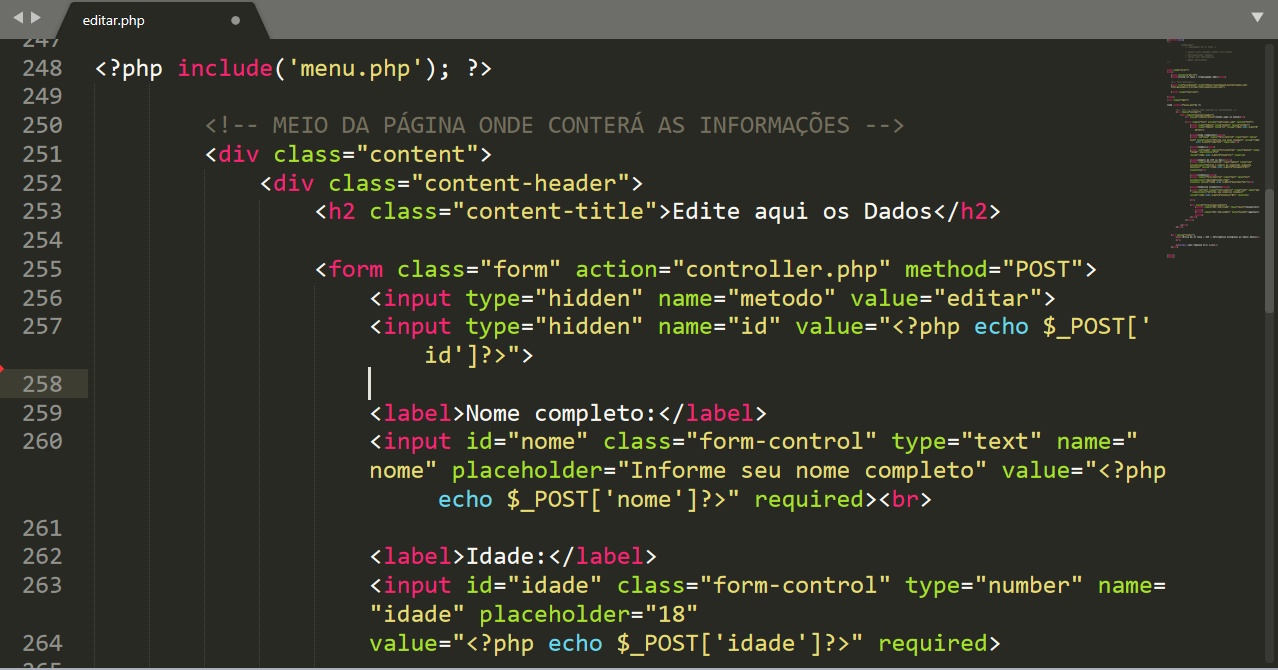 editar.php
247
248 <?php include('menu.php'); ?>
249
250 <!-- MEIO DA PÁGINA ONDE CONTERÁ AS INFORMAÇÕES -->
251 <div class="content">
252 <div class="content-header">
253 <h2 class="content-title">Edite aqui os Dados</h2>
254
255 <form class="form" action="controller.php" method="POST">
256 <input type="hidden" name="metodo" value="editar">
257 <input type="hidden" name="id" value="<?php echo $_POST['
id']?>">
258
259 <label>Nome completo:</label>
260 <input id="nome" class="form-control" type="text" name="
nome" placeholder="Informe seu nome completo" value="<?php
echo $_POST['nome']?>" required><br>
261
262 <label>Idade:</label>
263 <input id="idade" class="form-control" type="number" name=
"idade" placeholder="18"
264 value="<?php echo $_POST['idade']?>" required>
265